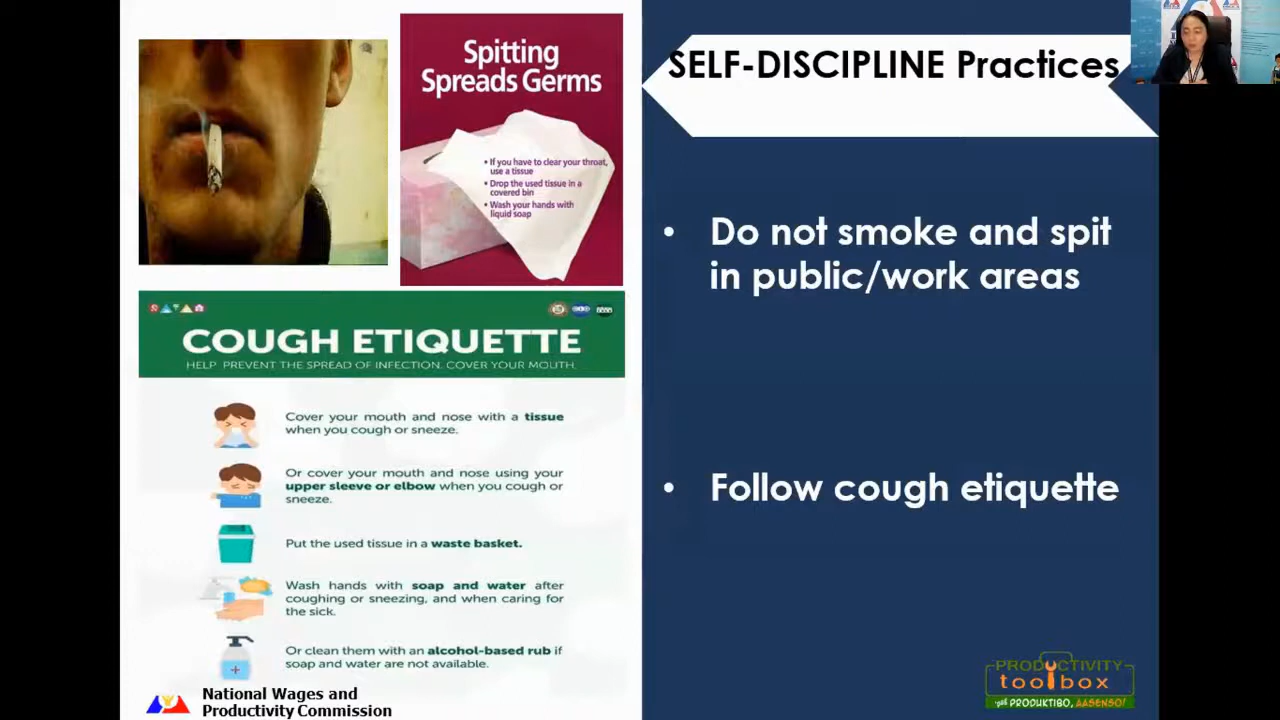 Spitting
Spreads Germs
• If you have to clear your throat,
use a tissue
• Drop the used tissue in a
covered bin
• Wash your hands with
liquid soap
COUGH ETIQUETTE
HELP PREVENT THE SPREAD OF INFECTION. COVER YOUR MOUTH.
Cover your mouth and nose with a tissue
when you cough or sneeze.
Or cover your mouth and nose using your
upper sleeve or elbow when you cough or
sneeze.
Put the used tissue in a waste basket.
Wash hands with soap and water after
coughing or sneezing, and when caring for
the sick.
Or clean them with an alcohol-based rub if
soap and water are not available.
National Wages and
Productivity Commission
SELF-DISCIPLINE Practices
• Do not smoke and spit
in public/work areas
• Follow cough etiquette
PRODUCTIVITY
toolbox
PRODUKTIBO, AASENSO!